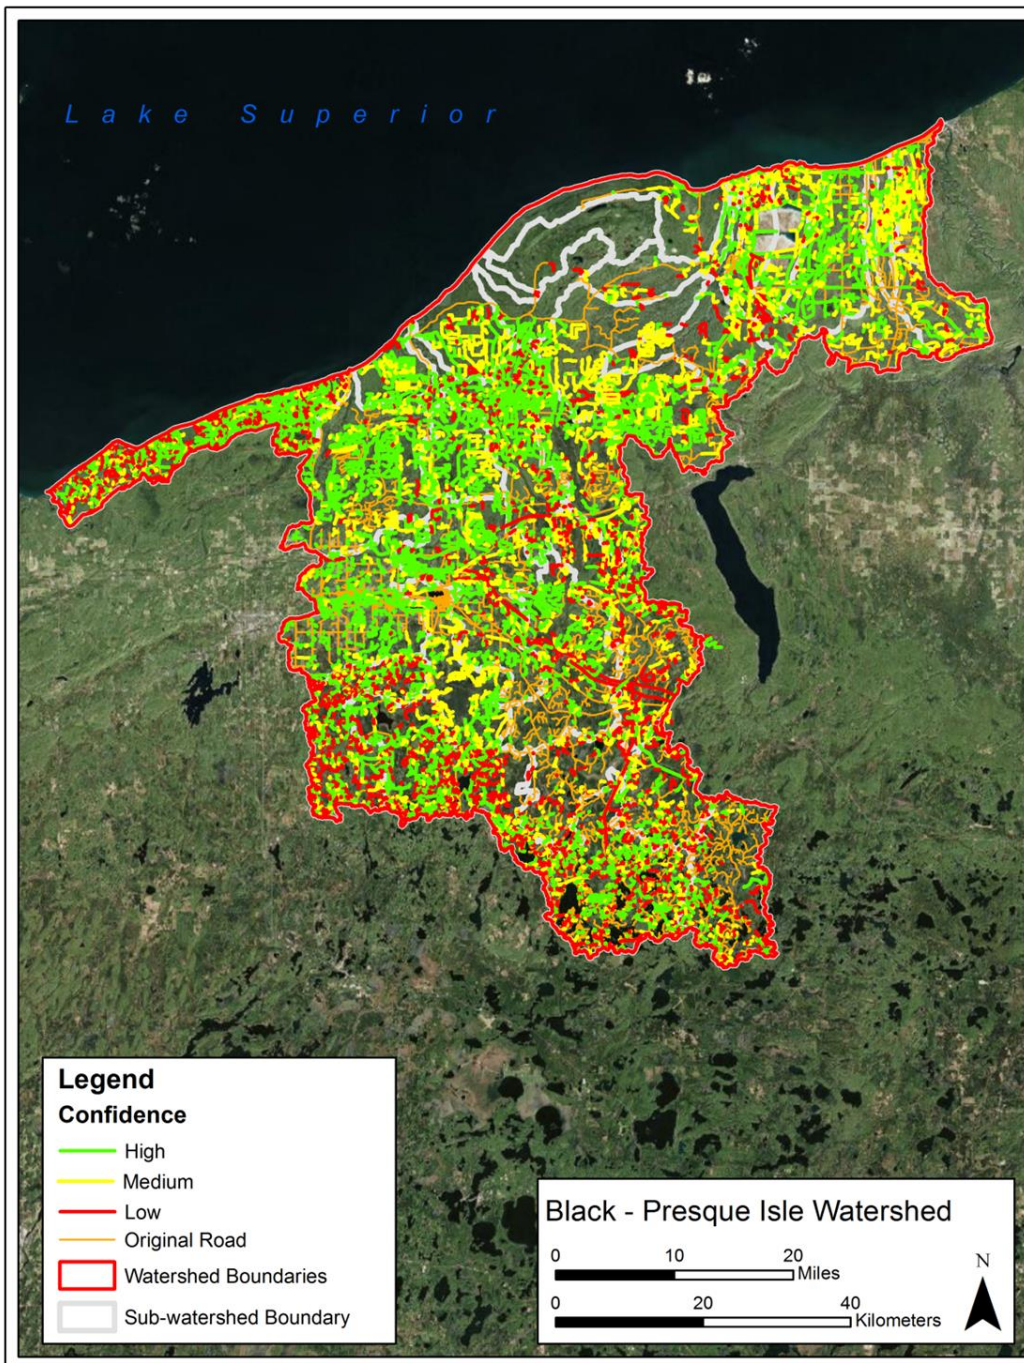 Lake Superior
Legend
Confidence
High
Medium
Low
Original Road
Watershed Boundaries
Sub-watershed Boundary
Black - Presque Isle Watershed
0 10 20
Miles
0 20 40
Kilometers
N